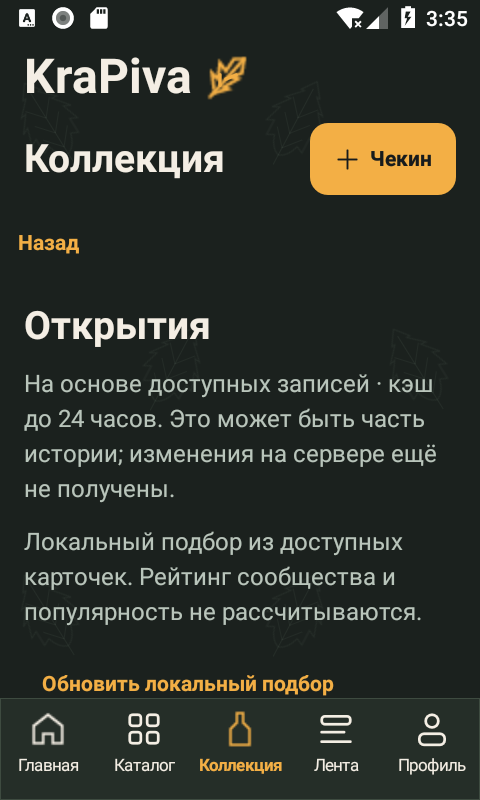 3:35
KraPiva
Коллекция
Чекин
Назад
Открытия
На основе доступных записей · кэш
до 24 часов. Это может быть часть
истории; изменения на сервере ещё
не получены.
Локальный подбор из доступных
карточек. Рейтинг сообщества и
популярность не рассчитываются.
Обновить локальный подбор
Главная
Каталог
Коллекция
Лента
Профиль